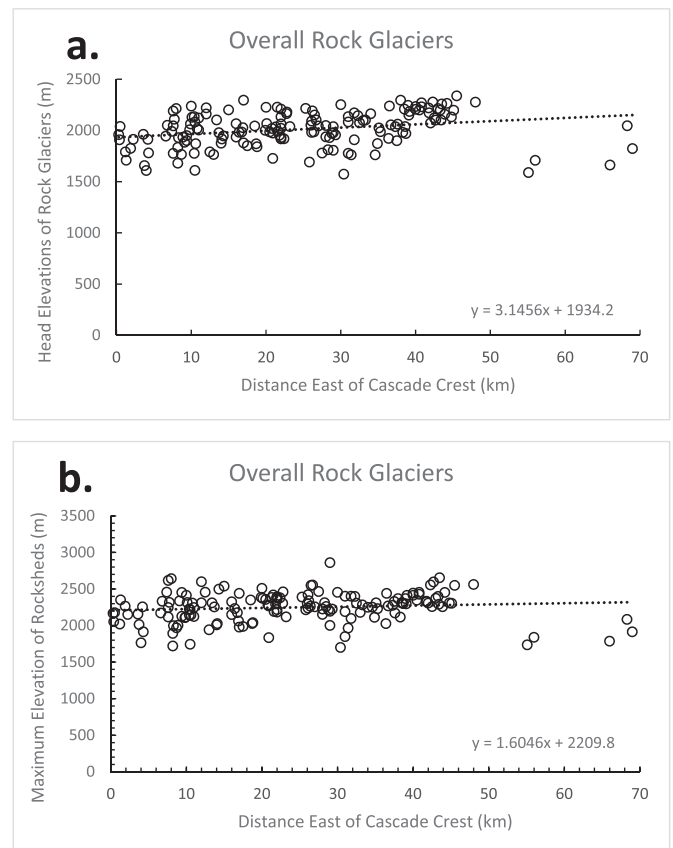 a.
Overall Rock Glaciers
Head Elevations of Rock Glaciers (m)
2500
2000
1500
1000
500
0
y = 3.1456x + 1934.2
0 10 20 30 40 50 60 70
Distance East of Cascade Crest (km)
b.
Overall Rock Glaciers
Maximum Elevation of Rocksheds (m)
3500
3000
2500
2000
1500
1000
500
0
y = 1.6046x + 2209.8
0 10 20 30 40 50 60 70
Distance East of Cascade Crest (km)